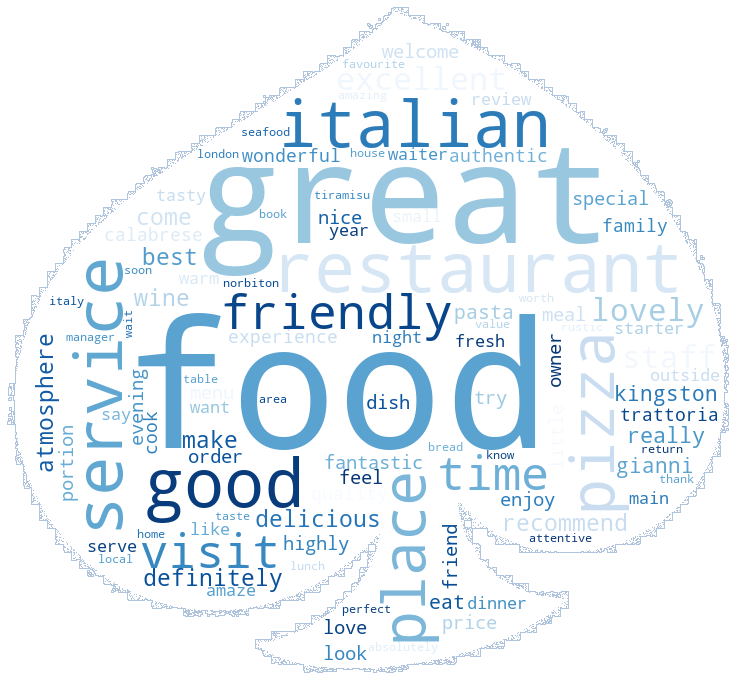 welcome
favourite
excellent
amazing
review
italian
seafood
london
wonderful
house
waiter
authentic
great
tasty
tiramisu
special
come
book
nice
small
family
calabrese
year
best
restaurant
soon
warm
norbiton
italy
wine
worth
wait
friendly
pasta
meal
lovely
value
rustic
starter
manager
experience
night
fresh
service
food
atmosphere
owner
pizza
staff
table
outside
evening
menu
area
dish
try
kingston
say
want
trattoria
cook
portion
make
really
order
good
time
little
return
bread
know
fantastic
gianni
feel
thank
quality
enjoy
main
taste
delicious
place
recommend
like
home
serve
visit
highly
friend
attentive
local
lunch
definitely
amaze
eat
dinner
perfect
love
price
look
absolutely